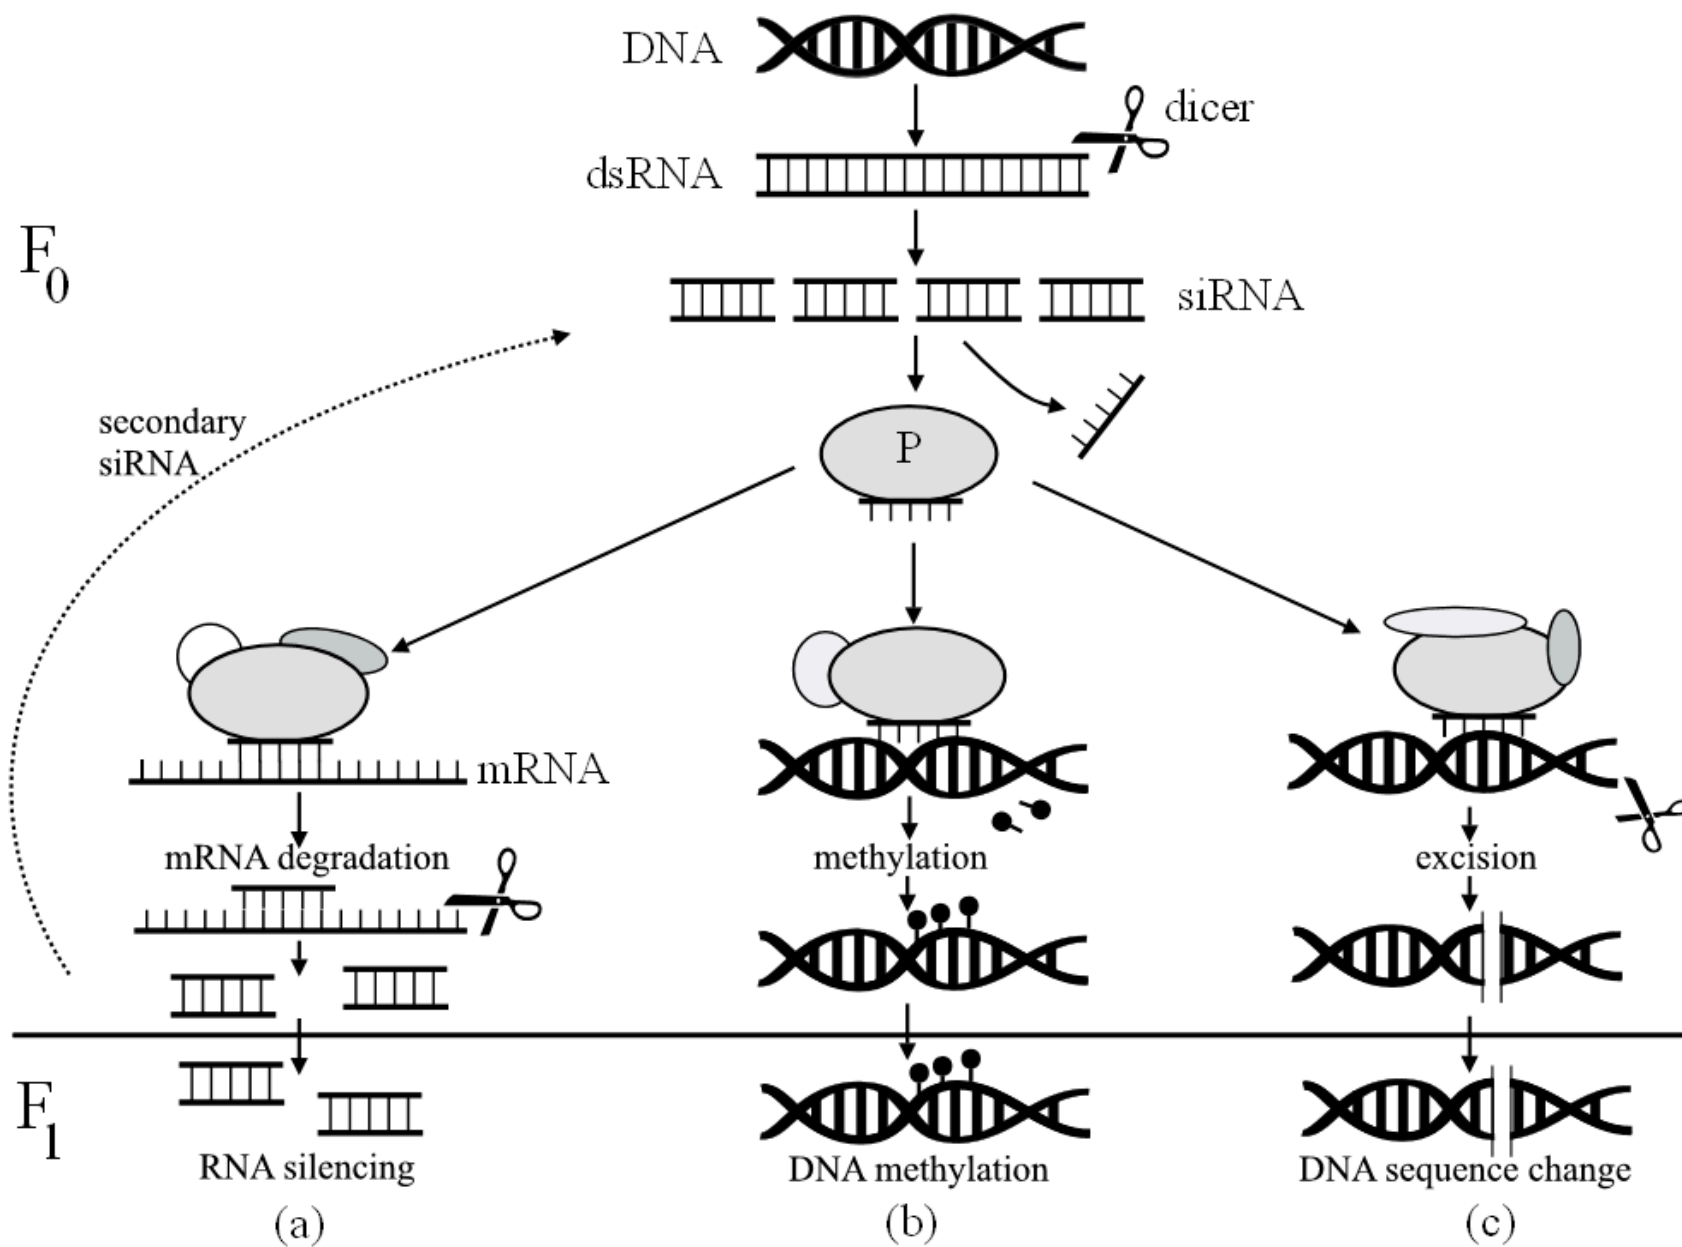 DNA
dicer
dsRNA
F0
siRNA
secondary
siRNA
P
mRNA
mRNA degradation
methylation
excision
F1
RNA silencing
DNA methylation
DNA sequence change
(a)
(b)
(c)